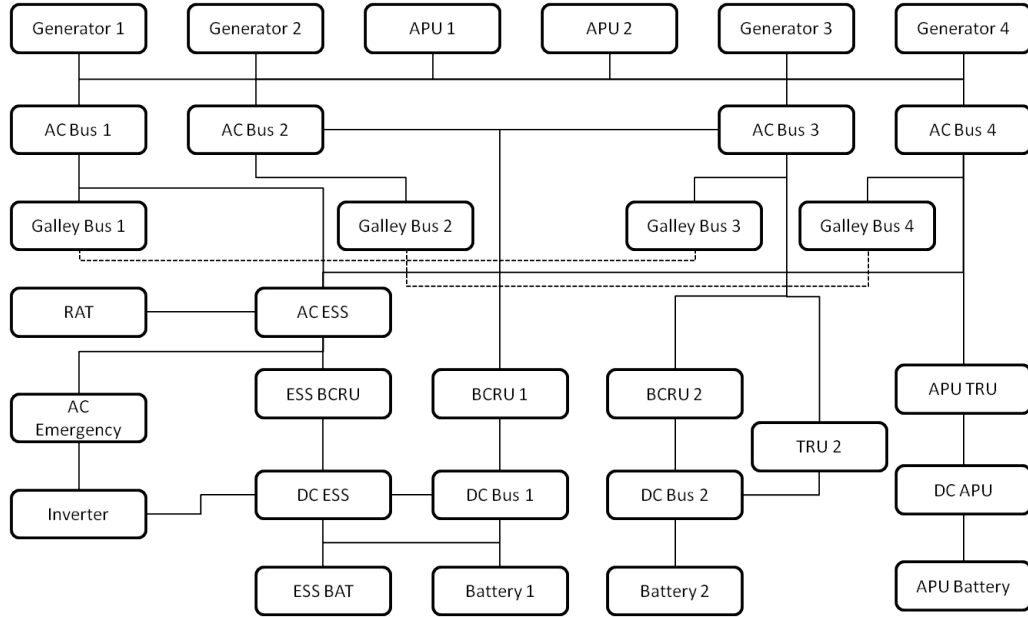 Generator 1
Generator 2
APU 1
APU 2
Generator 3
Generator 4
AC Bus 1
AC Bus 2
AC Bus 3
AC Bus 4
Galley Bus 1
Galley Bus 2
Galley Bus 3
Galley Bus 4
RAT
AC ESS
AC
Emergency
ESS BCRU
BCRU 1
BCRU 2
APU TRU
TRU 2
Inverter
DC ESS
DC Bus 1
DC Bus 2
DC APU
ESS BAT
Battery 1
Battery 2
APU Battery